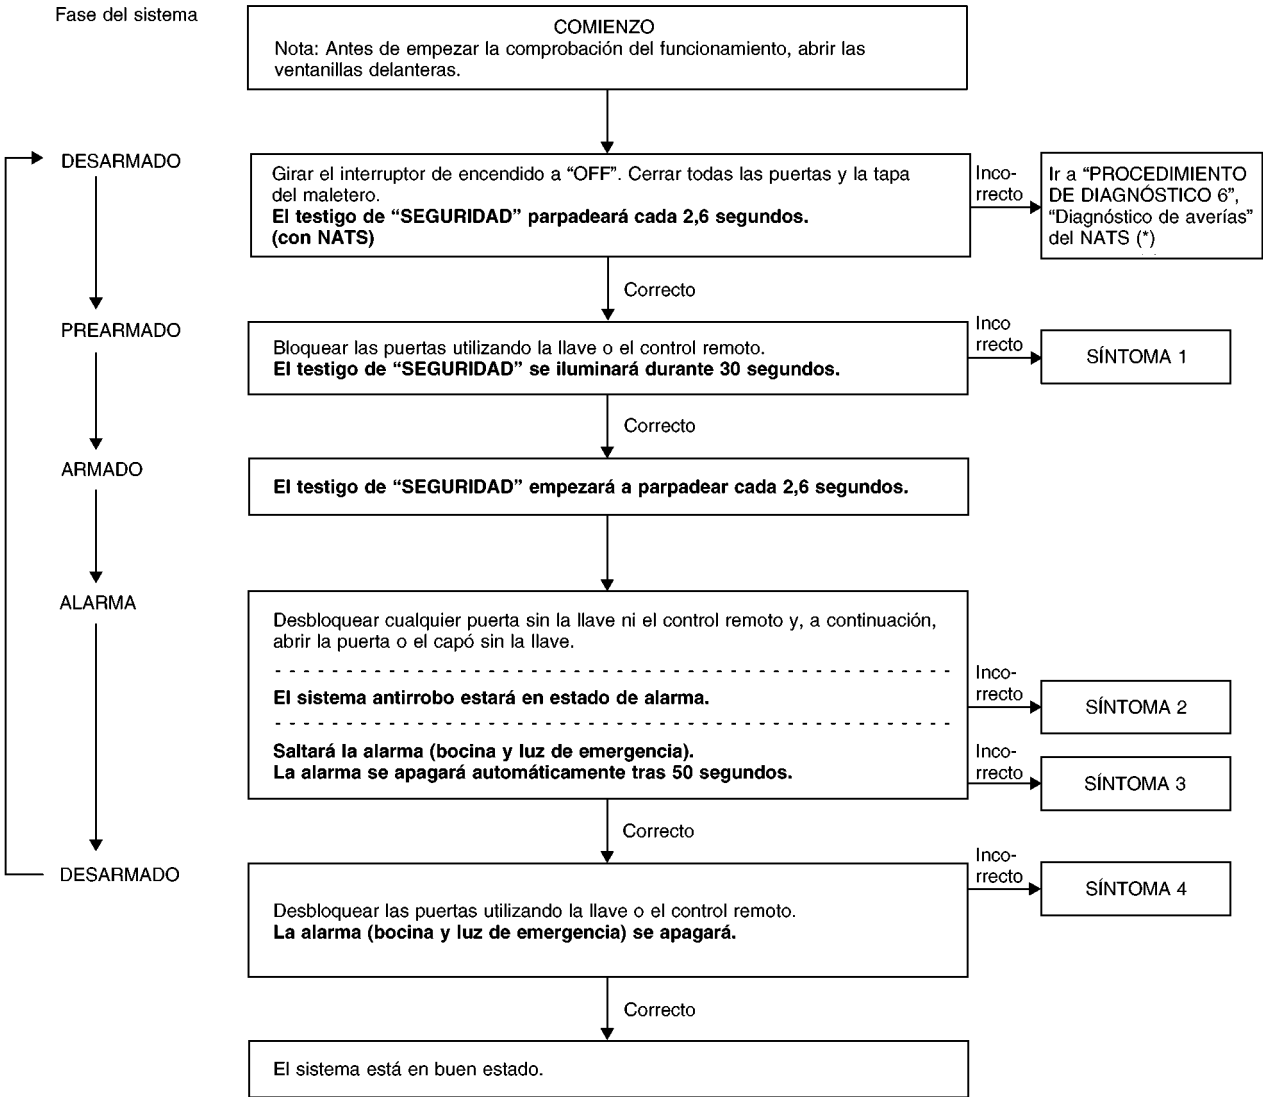 Fase del sistema
COMIENZO
Nota: Antes de empezar la comprobación del funcionamiento, abrir las
ventanillas delanteras.
DESARMADO
Girar el interruptor de encendido a “OFF”. Cerrar todas las puertas y la tapa
del maletero.
El testigo de “SEGURIDAD” parpadeará cada 2,6 segundos.
(con NATS)
Inco-
rrecto
Ir a “PROCEDIMIENTO
DE DIAGNÓSTICO 6”,
“Diagnóstico de averías”
del NATS (*)
Correcto
PREARMADO
Bloquear las puertas utilizando la llave o el control remoto.
El testigo de “SEGURIDAD” se iluminará durante 30 segundos.
Inco
rrecto
SÍNTOMA 1
Correcto
ARMADO
El testigo de “SEGURIDAD” empezará a parpadear cada 2,6 segundos.
ALARMA
Desbloquear cualquier puerta sin la llave ni el control remoto y, a continuación,
abrir la puerta o el capó sin la llave.
El sistema antirrobo estará en estado de alarma.
Inco-
rrecto
SÍNTOMA 2
Saltará la alarma (bocina y luz de emergencia).
La alarma se apagará automáticamente tras 50 segundos.
Inco-
rrecto
SÍNTOMA 3
Correcto
DESARMADO
Desbloquear las puertas utilizando la llave o el control remoto.
La alarma (bocina y luz de emergencia) se apagará.
Inco-
rrecto
SÍNTOMA 4
Correcto
El sistema está en buen estado.